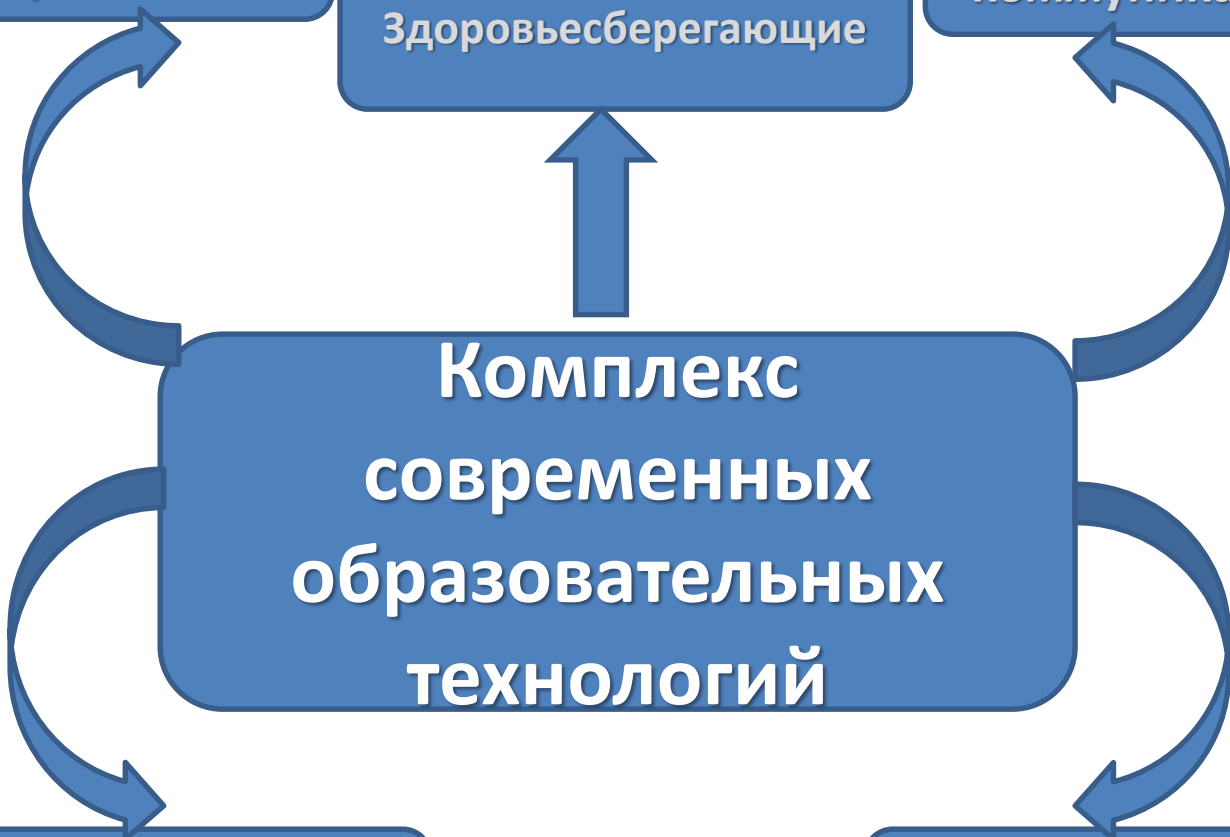 Здоровьесберегающие
Комплекс
современных
образовательных
технологий